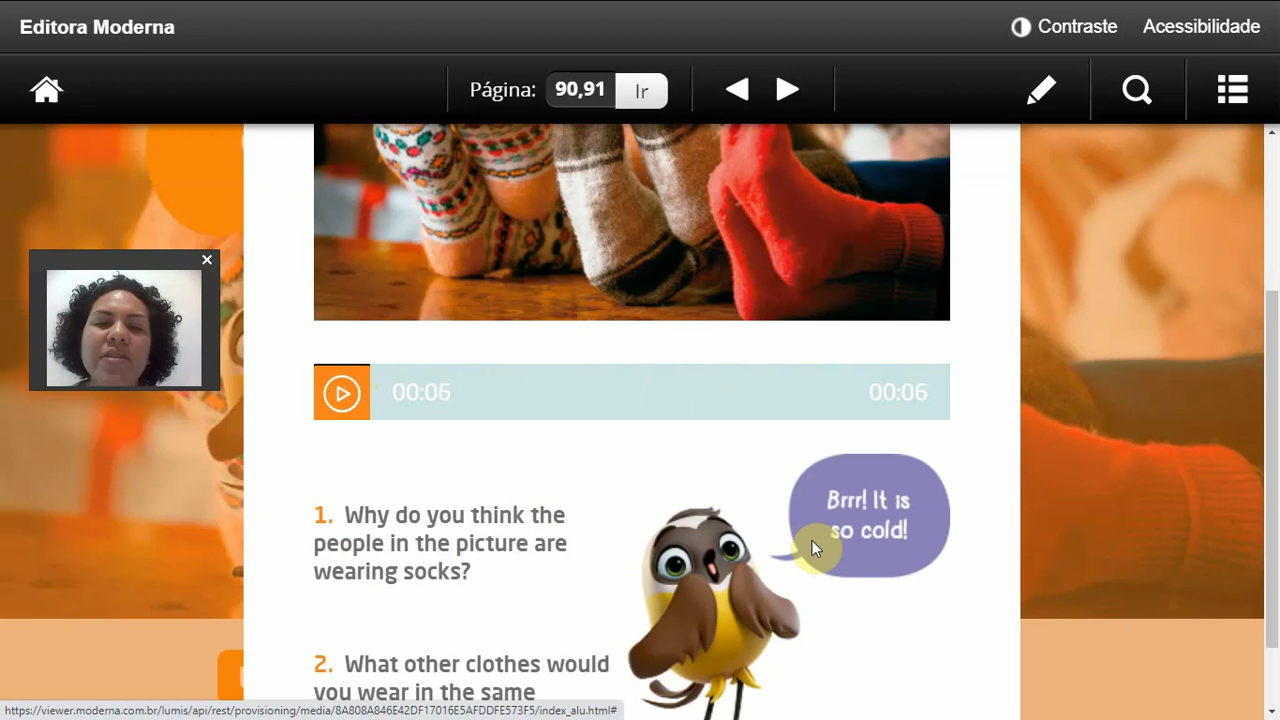 Editora Moderna
Contraste
Acessibilidade
Página:
90,91
Ir
00:06
00:06
Brrr! It is
so cold!
1. Why do you think the
people in the picture are
wearing socks?
2. What other clothes would
you wear in the same
https://viewer.moderna.com.br/lumis/api/rest/provisioning/media/8A808A846E42DF17016E5AFDDFE573F5/index_alu.html#